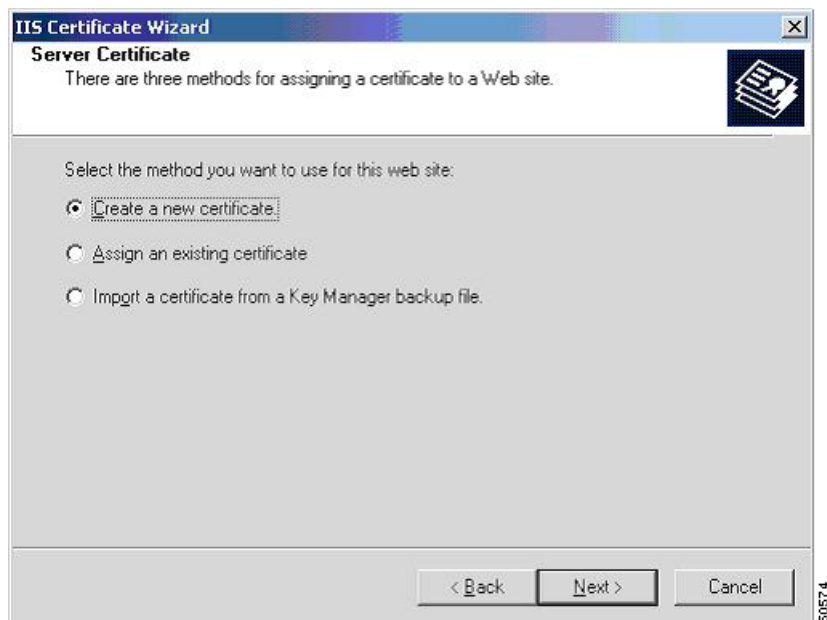 IIS Certificate Wizard
Server Certificate
There are three methods for assigning a certificate to a Web site.
Select the method you want to use for this web site:
Create a new certificate.
Assign an existing certificate
Import a certificate from a Key Manager backup file.
< Back
Next >
Cancel